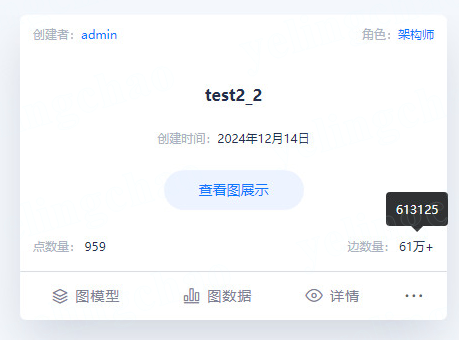 创建者：admin 角色：架构师
test2_2
创建时间：2024年12月14日
查看图展示
613125
点数量：959 边数量：61万+
图模型 图数据 详情 ···